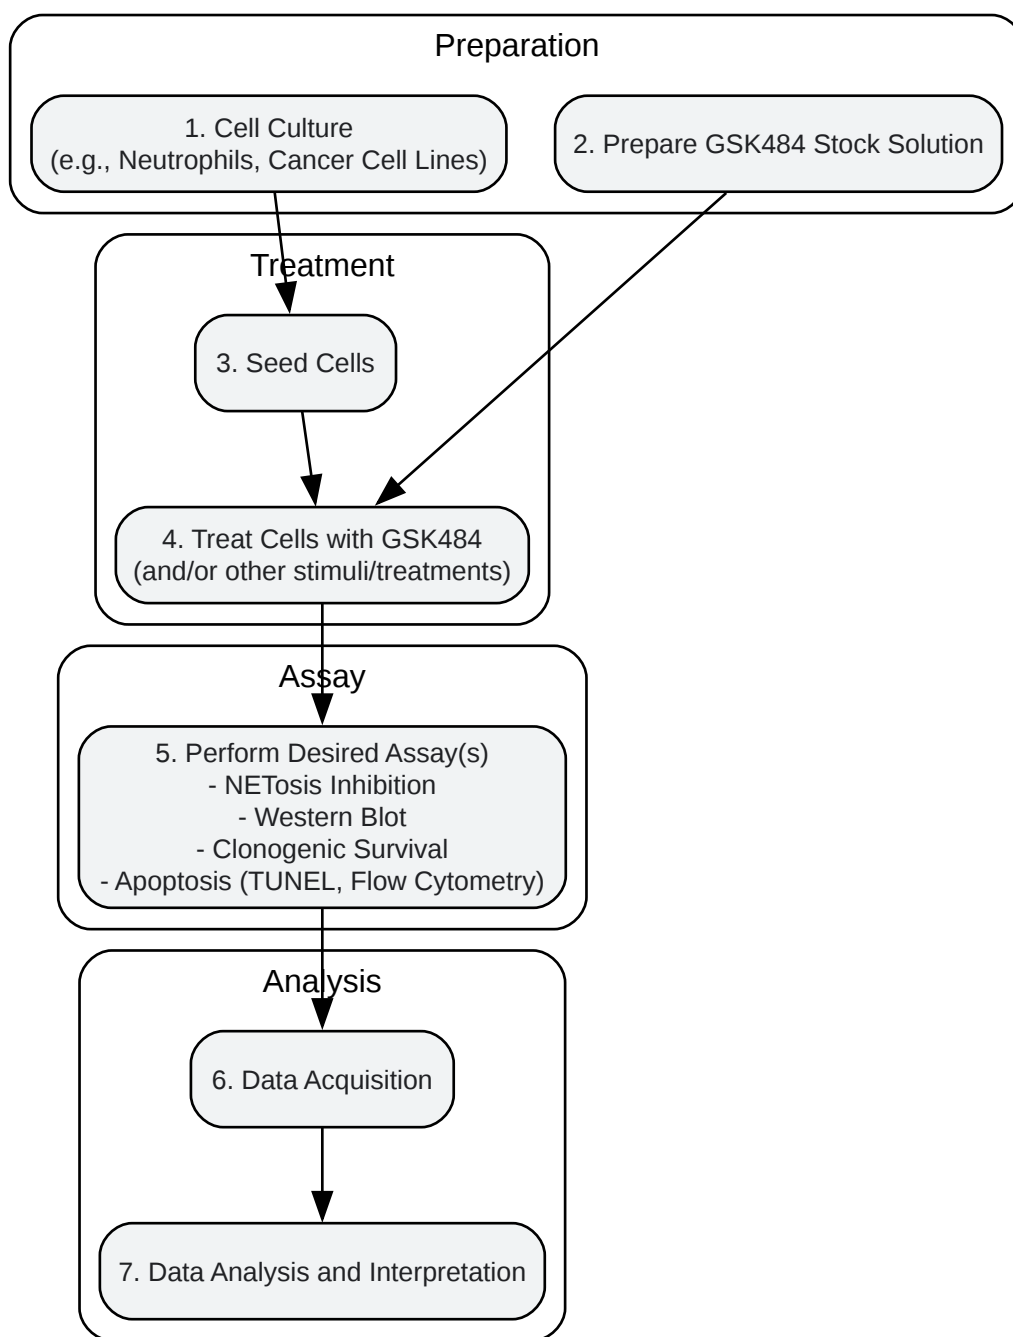 Preparation
1. Cell Culture
(e.g., Neutrophils, Cancer Cell Lines)
2. Prepare GSK484 Stock Solution
Treatment
3. Seed Cells
4. Treat Cells with GSK484
(and/or other stimuli/treatments)
Assay
5. Perform Desired Assay(s)
- NETosis Inhibition
- Western Blot
- Clonogenic Survival
- Apoptosis (TUNEL, Flow Cytometry)
Analysis
6. Data Acquisition
7. Data Analysis and Interpretation